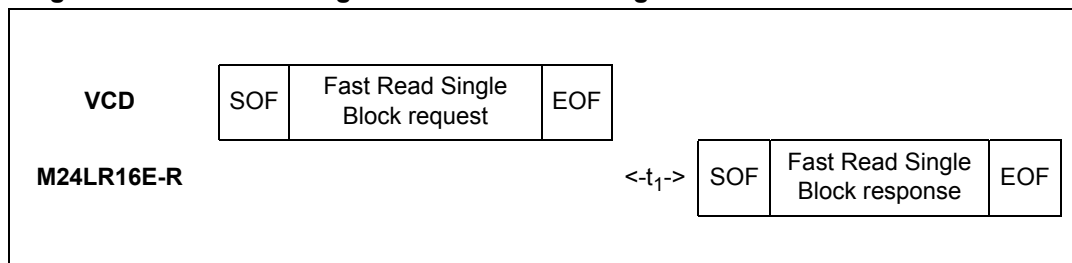 VCD
SOF
Fast Read Single
Block request
EOF
M24LR16E-R
<-t1->
SOF
Fast Read Single
Block response
EOF